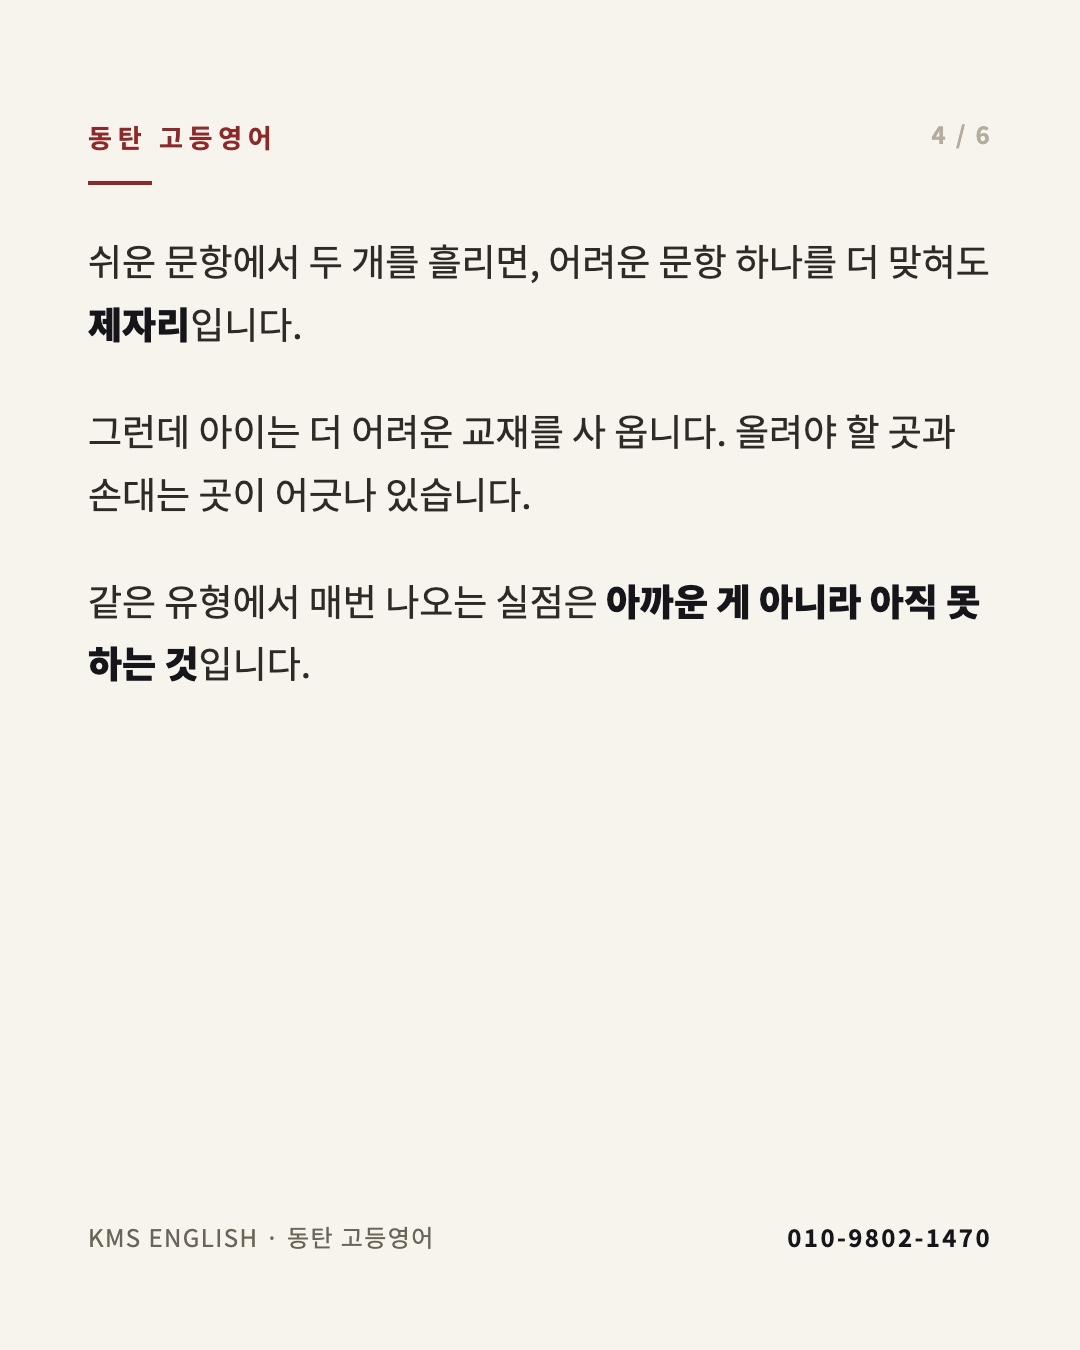 동탄 고등영어
4 / 6
쉬운 문항에서 두 개를 흘리면, 어려운 문항 하나를 더 맞혀도
제자리입니다.
그런데 아이는 더 어려운 교재를 사 옵니다. 올려야 할 곳과
손대는 곳이 어긋나 있습니다.
같은 유형에서 매번 나오는 실점은 아까운 게 아니라 아직 못
하는 것입니다.
KMS ENGLISH · 동탄 고등영어
010-9802-1470